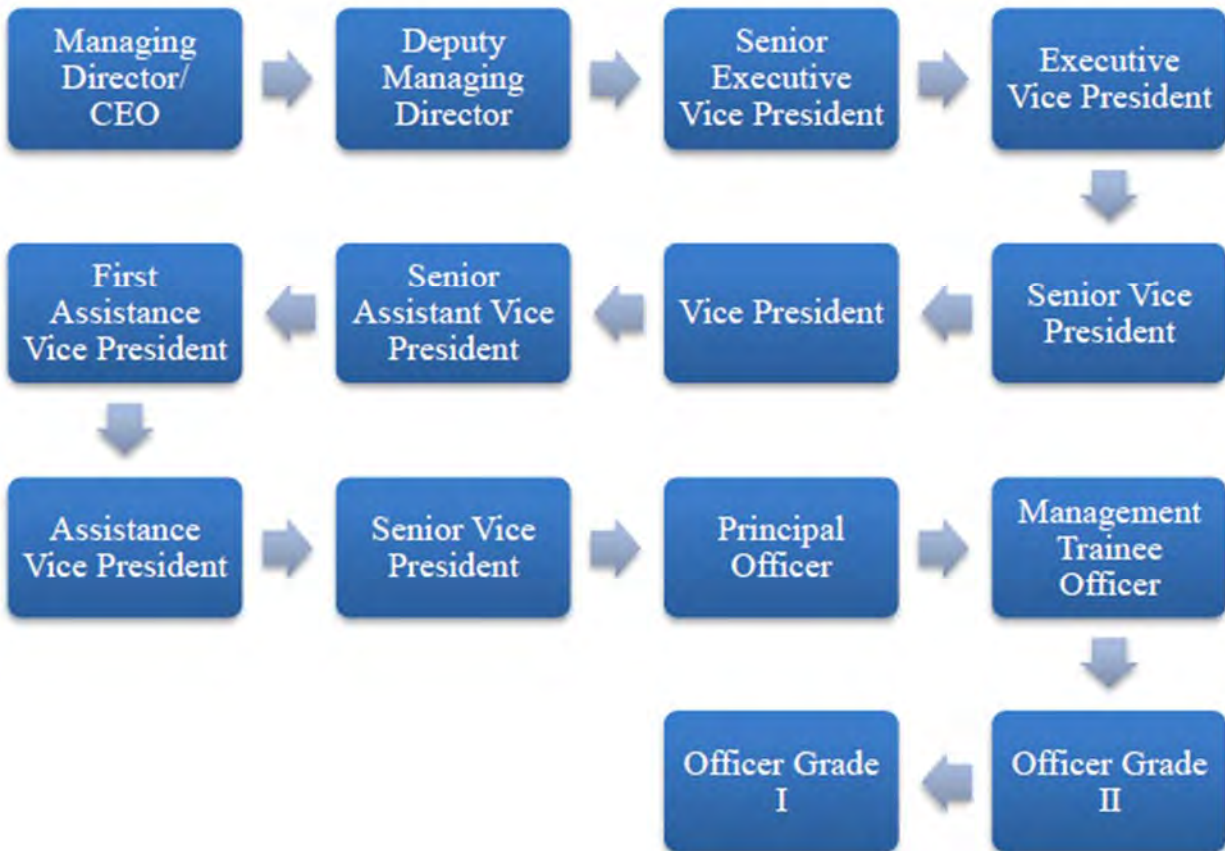 Managing
Director/
CEO
Deputy
Managing
Director
Senior
Executive
Vice President
Executive
Vice President
Senior Vice
President
Vice President
Senior
Assistant Vice
President
First
Assistance
Vice President
Assistance
Vice President
Senior Vice
President
Principal
Officer
Management
Trainee
Officer
Officer Grade
II
Officer Grade
I